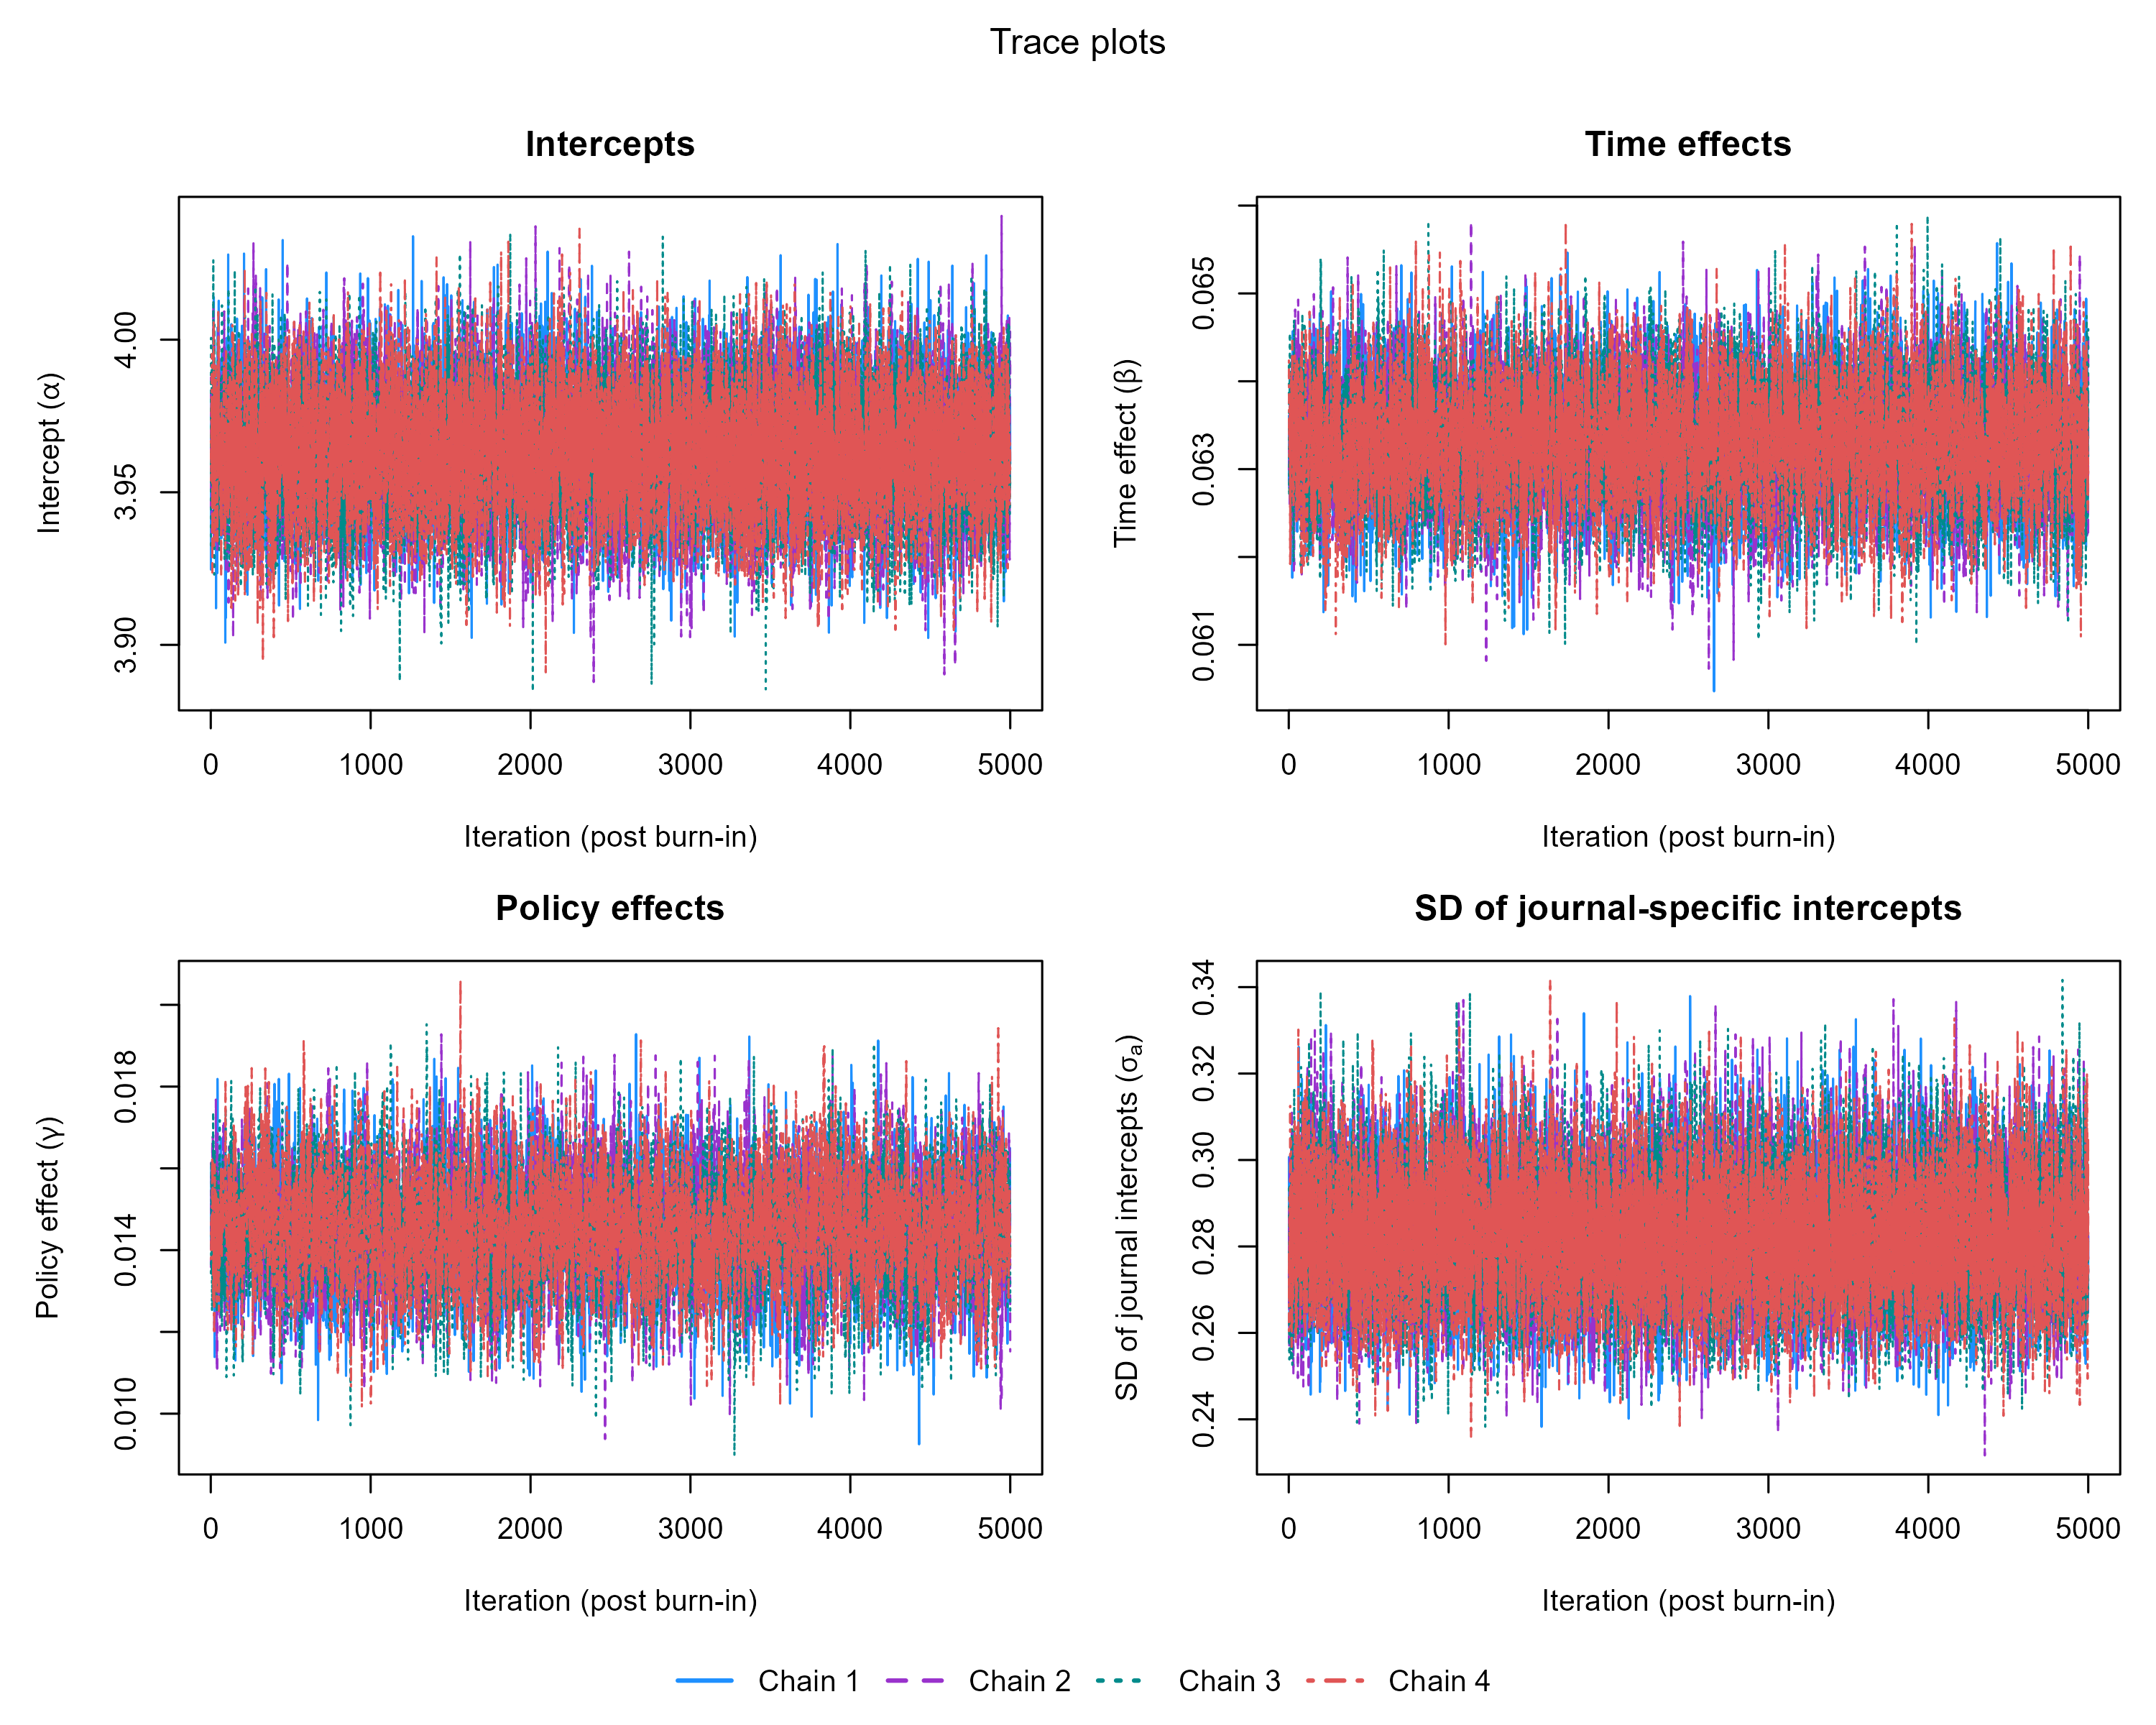 Trace plots
Intercepts
Intercept (α)
4.00
3.95
3.90
0 1000 2000 3000 4000 5000
Iteration (post burn-in)
Time effects
Time effect (β)
0.065
0.063
0.061
0 1000 2000 3000 4000 5000
Iteration (post burn-in)
Policy effects
Policy effect (γ)
0.018
0.014
0.010
0 1000 2000 3000 4000 5000
Iteration (post burn-in)
SD of journal-specific intercepts
SD of journal intercepts (σa)
0.34
0.32
0.30
0.28
0.26
0.24
0 1000 2000 3000 4000 5000
Iteration (post burn-in)
Chain 1 Chain 2 Chain 3 Chain 4